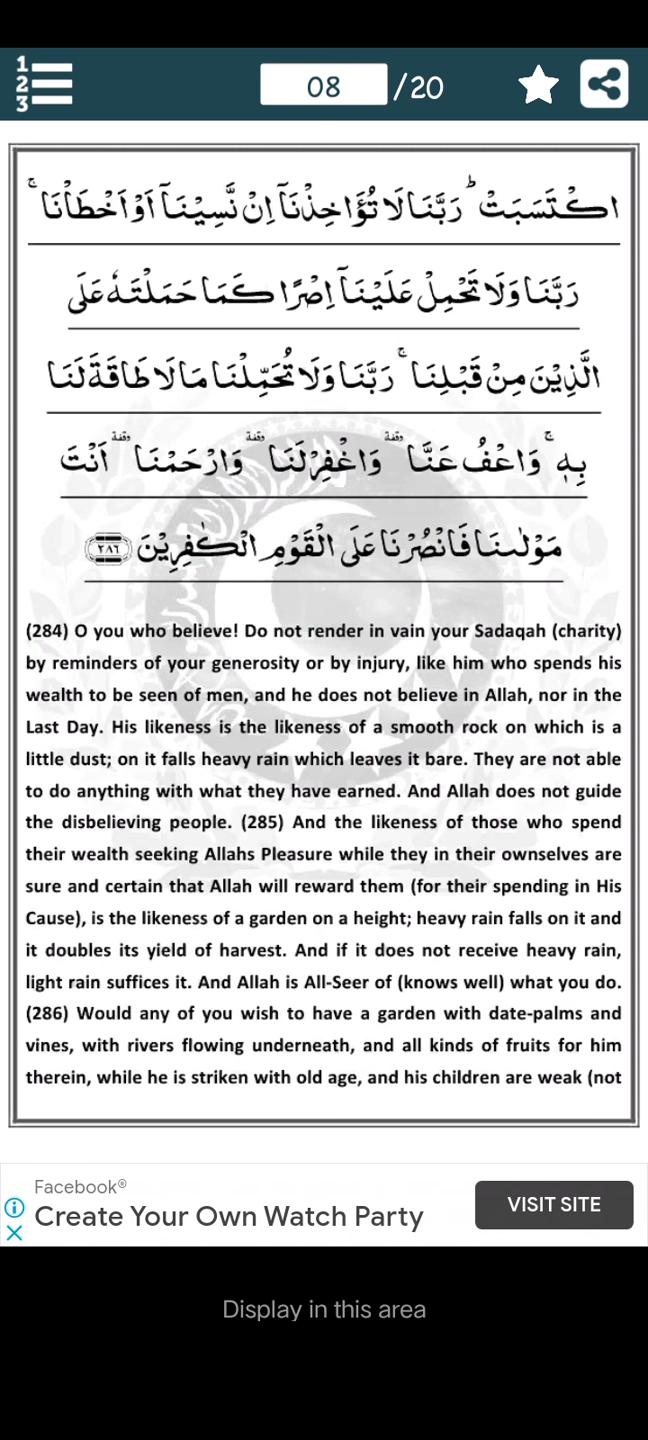 1
2
3
08 /20
اكْتَسَبَتْ ؕ رَبَّنَا لَا تُؤَاخِذْنَاۤ اِنْ نَّسِيْنَاۤ اَوْ اَخْطَاْنَا ۚ
رَبَّنَا وَلَا تَحْمِلْ عَلَيْنَاۤ اِصْرًا كَمَا حَمَلْتَهٗ عَلَى
الَّذِيْنَ مِنْ قَبْلِنَا ۚ رَبَّنَا وَلَا تُحَمِّلْنَا مَا لَا طَاقَةَ لَنَا
بِهٖ ۚ وَاعْفُ عَنَّا وقفة وَاغْفِرْ لَنَا وقفة وَارْحَمْنَا وقفة اَنْتَ
مَوْلٰىنَا فَانْصُرْنَا عَلَى الْقَوْمِ الْكٰفِرِيْنَ ۝۲۸۶
(284) O you who believe! Do not render in vain your Sadaqah (charity)
by reminders of your generosity or by injury, like him who spends his
wealth to be seen of men, and he does not believe in Allah, nor in the
Last Day. His likeness is the likeness of a smooth rock on which is a
little dust; on it falls heavy rain which leaves it bare. They are not able
to do anything with what they have earned. And Allah does not guide
the disbelieving people. (285) And the likeness of those who spend
their wealth seeking Allahs Pleasure while they in their ownselves are
sure and certain that Allah will reward them (for their spending in His
Cause), is the likeness of a garden on a height; heavy rain falls on it and
it doubles its yield of harvest. And if it does not receive heavy rain,
light rain suffices it. And Allah is All-Seer of (knows well) what you do.
(286) Would any of you wish to have a garden with date-palms and
vines, with rivers flowing underneath, and all kinds of fruits for him
therein, while he is striken with old age, and his children are weak (not
Facebook®
Create Your Own Watch Party
VISIT SITE
Display in this area